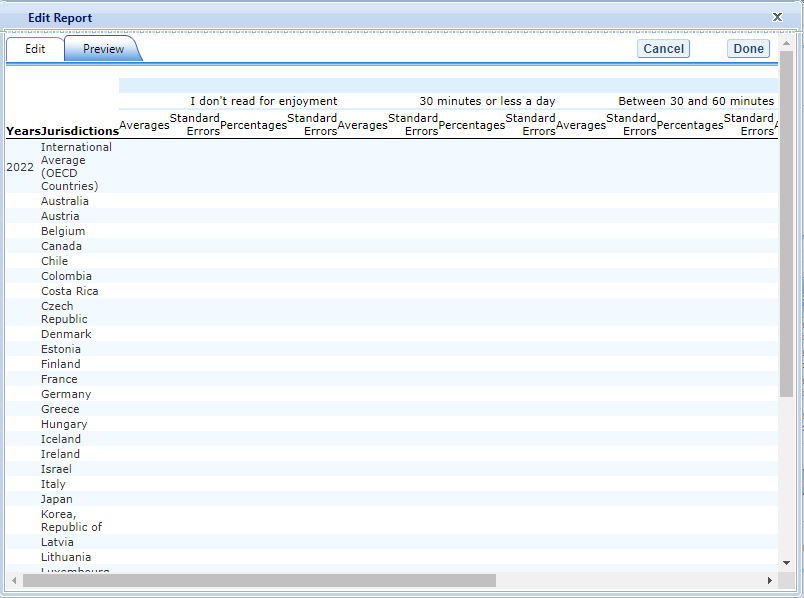 Edit Report X
Edit Preview Cancel Done
I don't read for enjoyment 30 minutes or less a day Between 30 and 60 minutes
Years Jurisdictions Averages Standard Errors Percentages Standard Errors Averages Standard Errors Percentages Standard Errors Averages Standard Errors Percentages Standard Errors
2022 International
Average
(OECD
Countries)
Australia
Austria
Belgium
Canada
Chile
Colombia
Costa Rica
Czech
Republic
Denmark
Estonia
Finland
France
Germany
Greece
Hungary
Iceland
Ireland
Israel
Italy
Japan
Korea,
Republic of
Latvia
Lithuania
Luxembourg